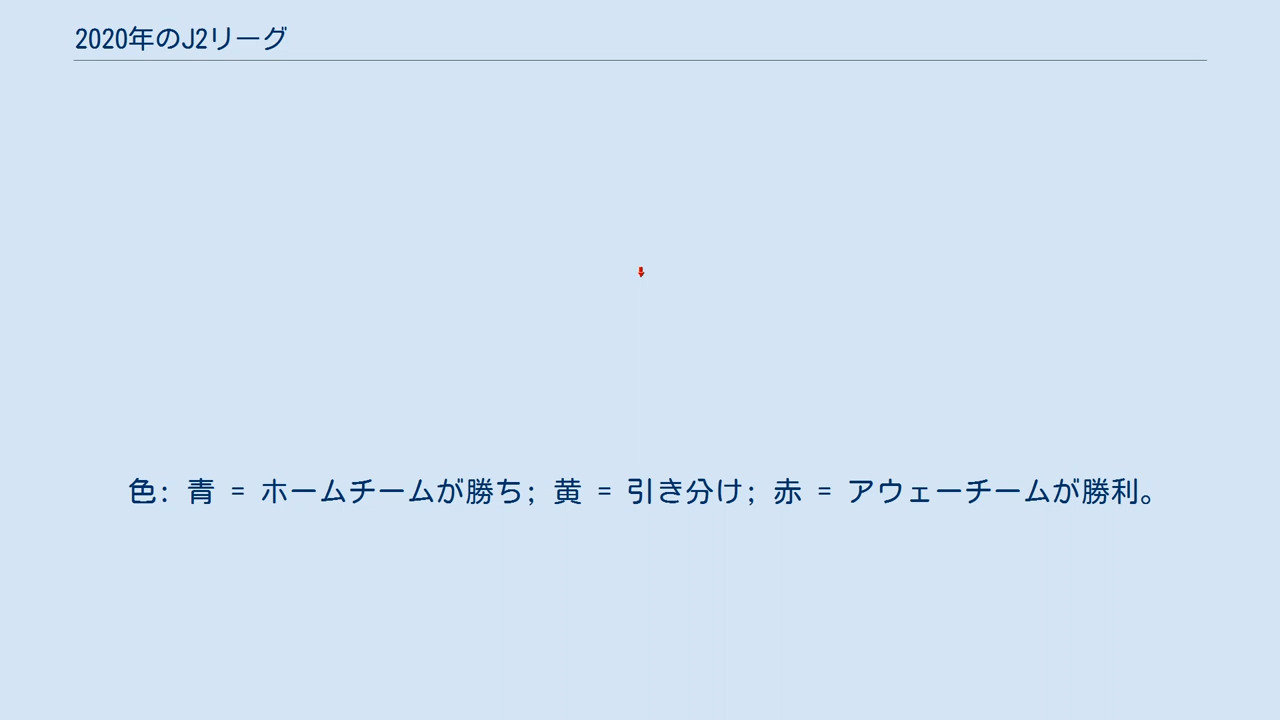 2020年のJ2リーグ
色: 青 = ホームチームが勝ち; 黄 = 引き分け; 赤 = アウェーチームが勝利。